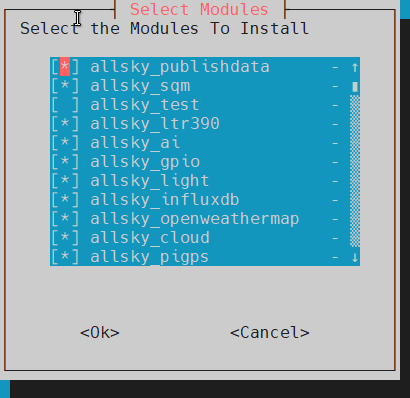 Select Modules
Select the Modules To Install
[*] allsky_publishdata - ↑
[*] allsky_sqm -
[ ] allsky_test -
[*] allsky_ltr390 -
[*] allsky_ai -
[*] allsky_gpio -
[*] allsky_light -
[*] allsky_influxdb -
[*] allsky_openweathermap -
[*] allsky_cloud -
[*] allsky_pigps - ↓
<Ok> <Cancel>